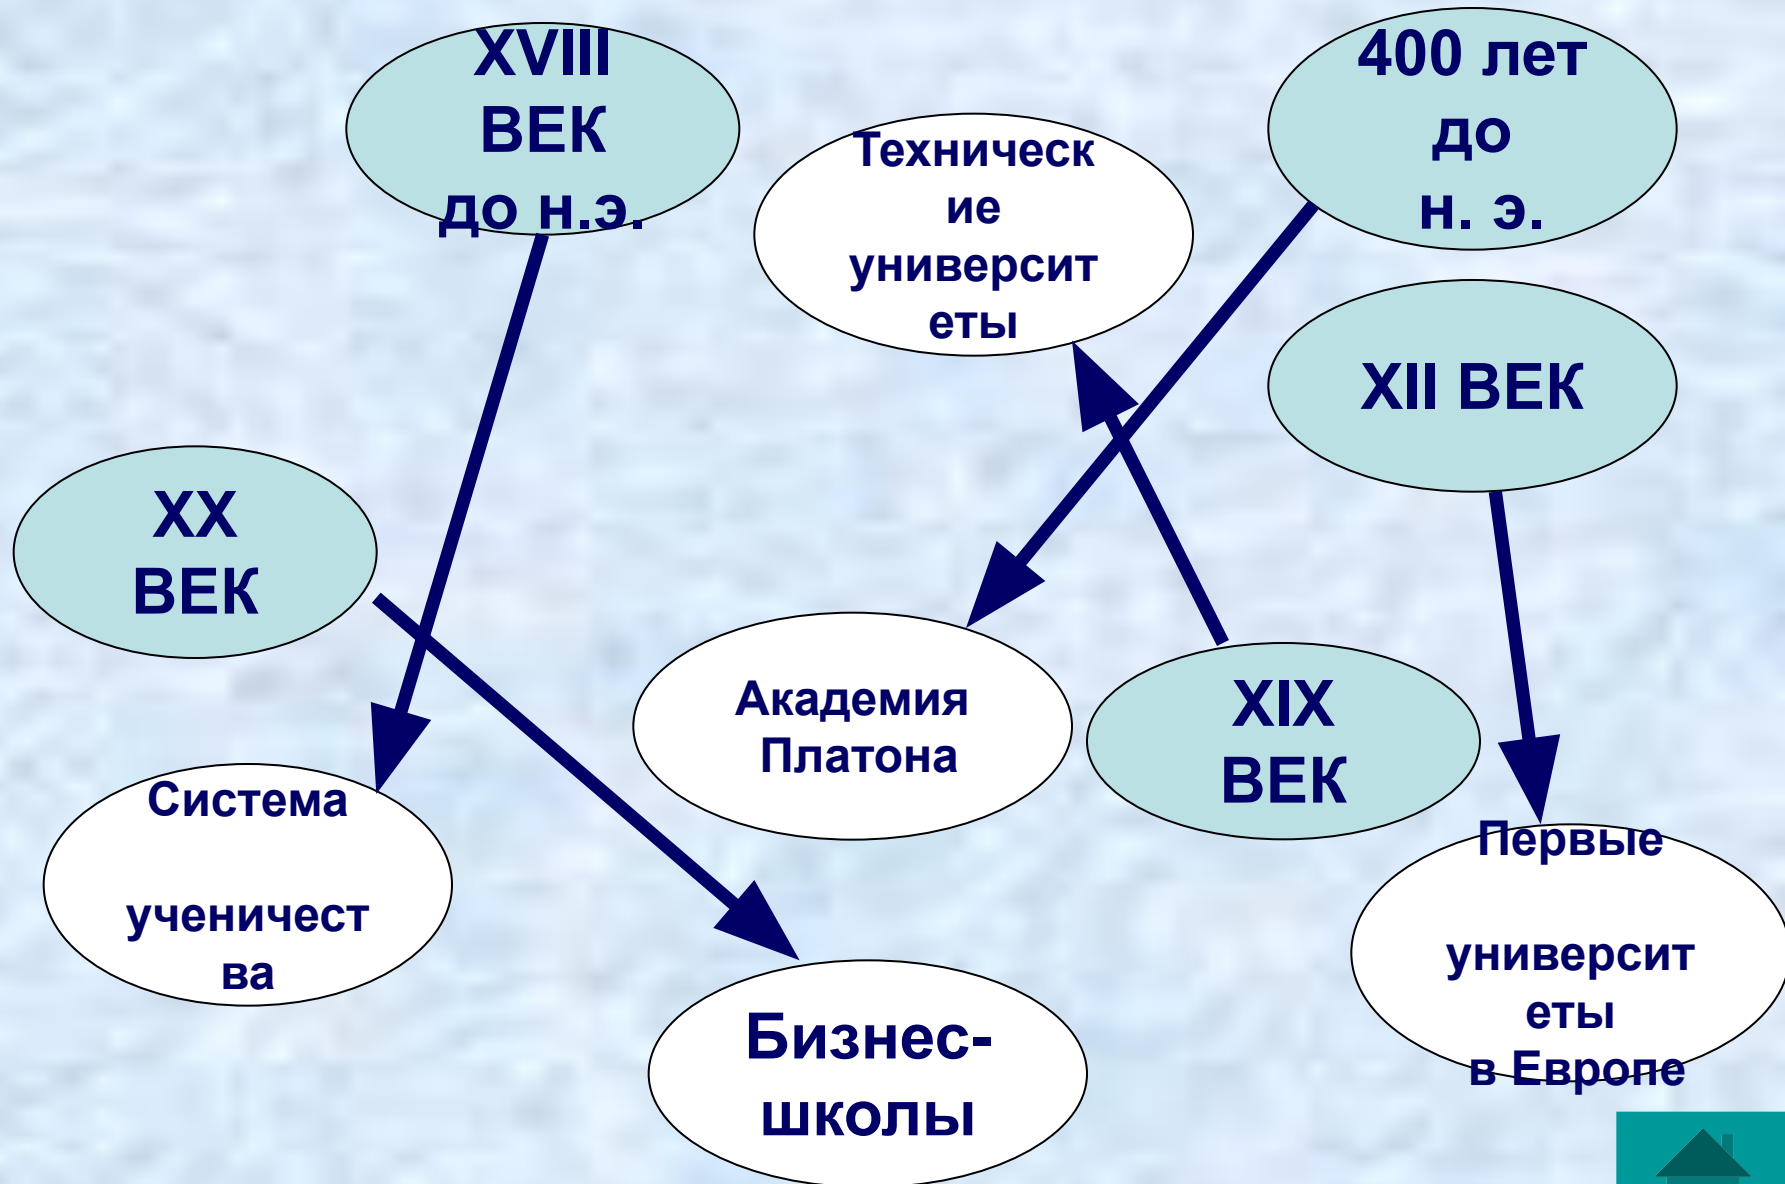 XVIII
ВЕК
до н.э.
400 лет
до
н. э.
Техническ
ие
университ
еты
XII ВЕК
XX
ВЕК
Академия
Платона
XIX
ВЕК
Система
ученичест
ва
Первые
университ
еты
в Европе
Бизнес-
школы